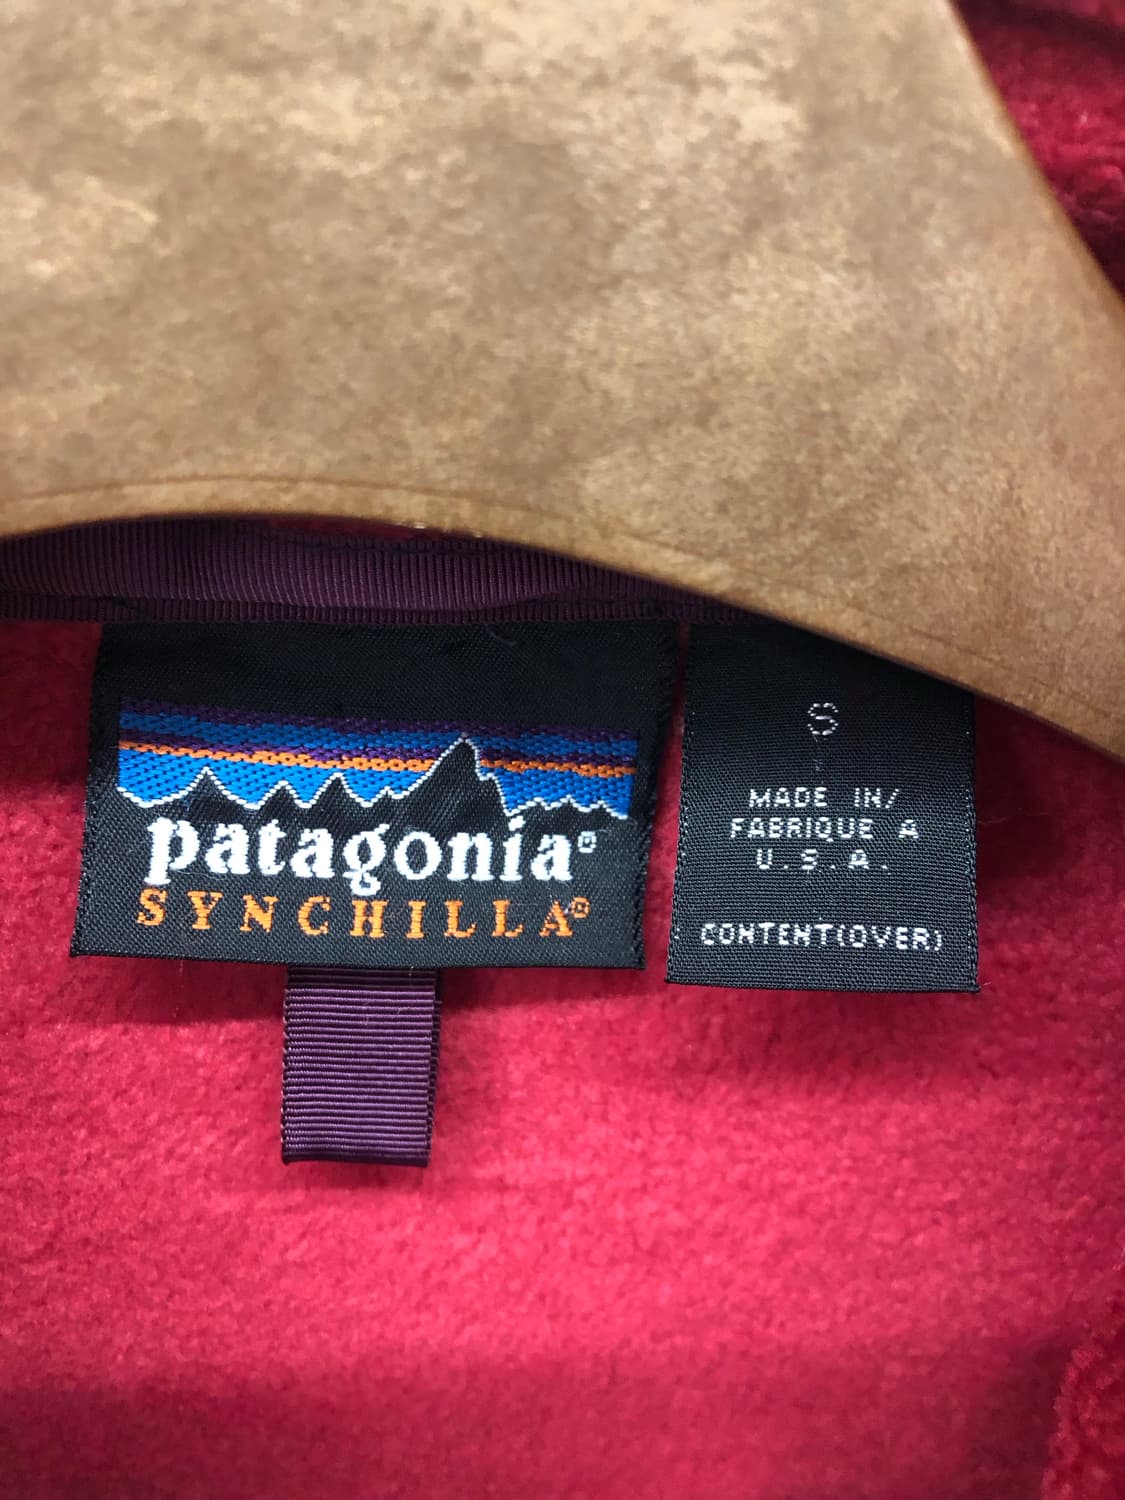 patagonia®
SYNCHILLA®
S
MADE IN/
FABRIQUE A
U.S.A.
CONTENT(OVER)